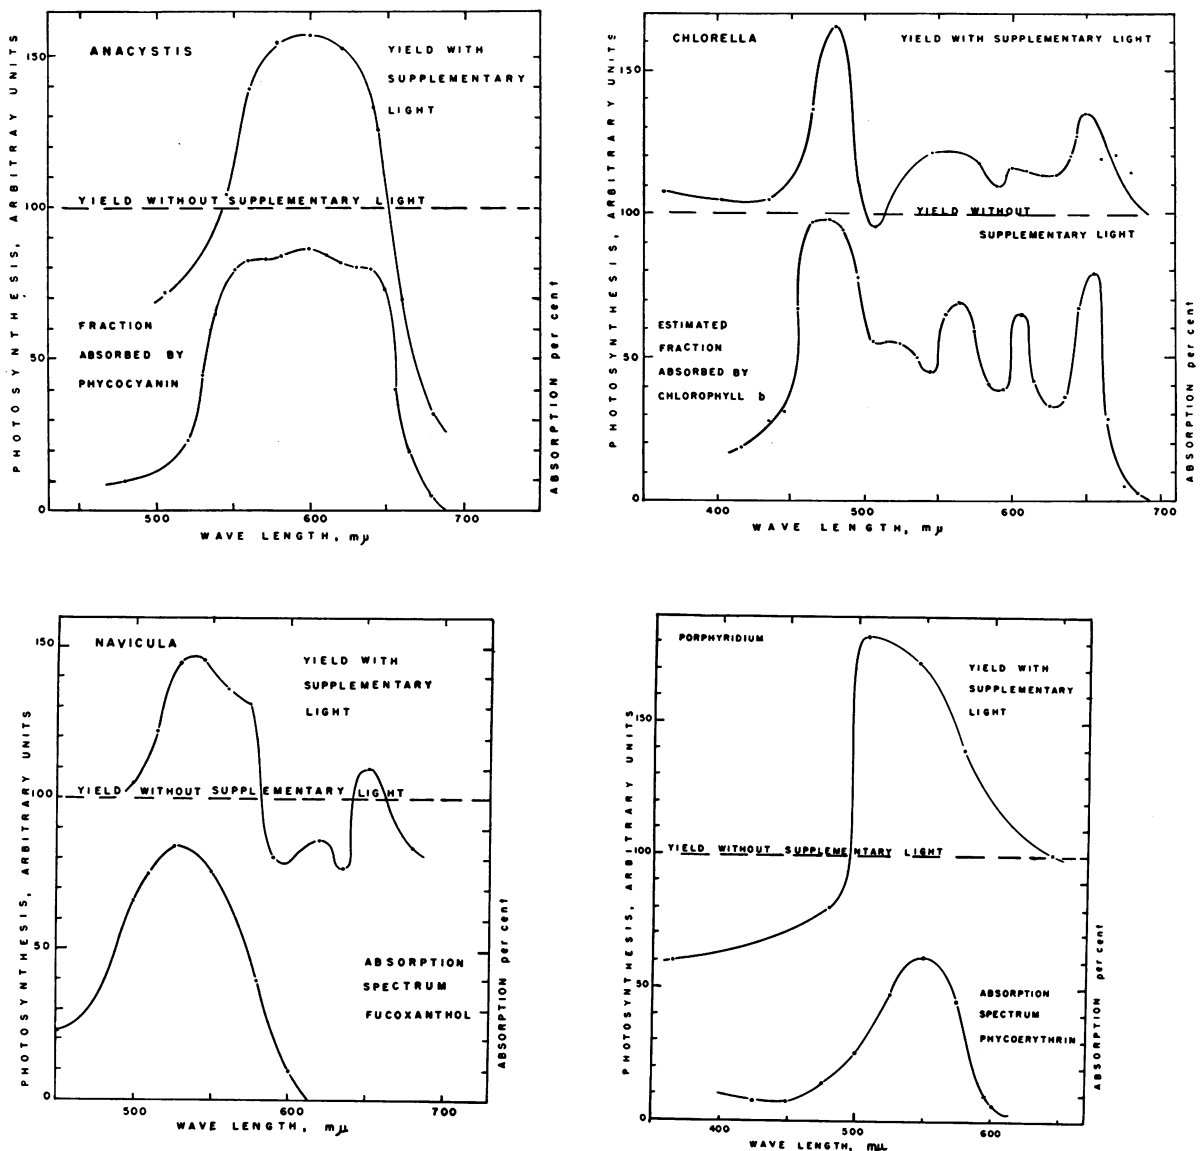 ANACYSTIS
YIELD WITH
SUPPLEMENTARY
LIGHT
YIELD WITHOUT SUPPLEMENTARY LIGHT
FRACTION
ABSORBED BY
PHYCOCYANIN
PHOTOSYNTHESIS, ARBITRAY UNITS
ABSORPTION per cent
150
100
50
0
500 600 700
WAVE LENGTH, mµ
CHLORELLA
YIELD WITH SUPPLEMENTARY LIGHT
YIELD WITHOUT
SUPPLEMENTARY LIGHT
ESTIMATED
FRACTION
ABSORBED BY
CHLOROPHYLL b
PHOTOSYNTHESIS, ARBITRARY UNITS
ABSORPTION per cent
150
100
50
0
400 500 600 700
WAVE LENGTH, mµ
NAVICULA
YIELD WITH
SUPPLEMENTARY
LIGHT
YIELD WITHOUT SUPPLEMENTARY LIGHT
ABSORPTION
SPECTRUM
FUCOXANTHOL
PHOTOSYNTHESIS, ARBITRARY UNITS
ABSORPTION per cent
150
100
50
0
500 600 700
WAVE LENGTH, mµ
PORPHYRIDIUM
YIELD WITH
SUPPLEMENTARY
LIGHT
YIELD WITHOUT SUPPLEMENTARY LIGHT
ABSORPTION
SPECTRUM
PHYCOERYTHRIN
PHOTOSYNTHESIS, ARBITRARY UNITS
ABSORPTION per cent
150
100
50
0
400 500 600
WAVE LENGTH, mµ